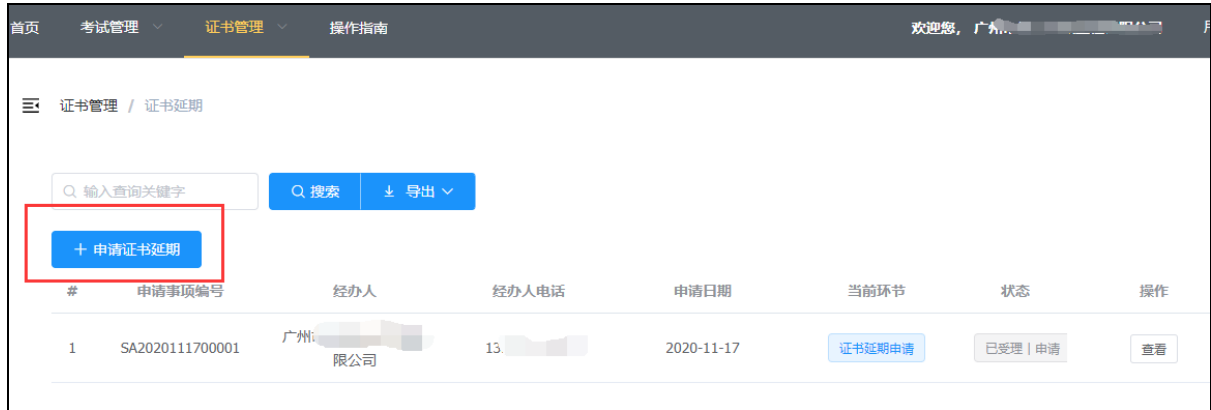 首页 考试管理 证书管理 操作指南 欢迎您，广州
证书管理 / 证书延期
输入查询关键字 搜索 导出
+ 申请证书延期
# 申请事项编号 经办人 经办人电话 申请日期 当前环节 状态 操作
1 SA2020111700001 广州 13 2020-11-17 证书延期申请 已受理 | 申请 查看
限公司